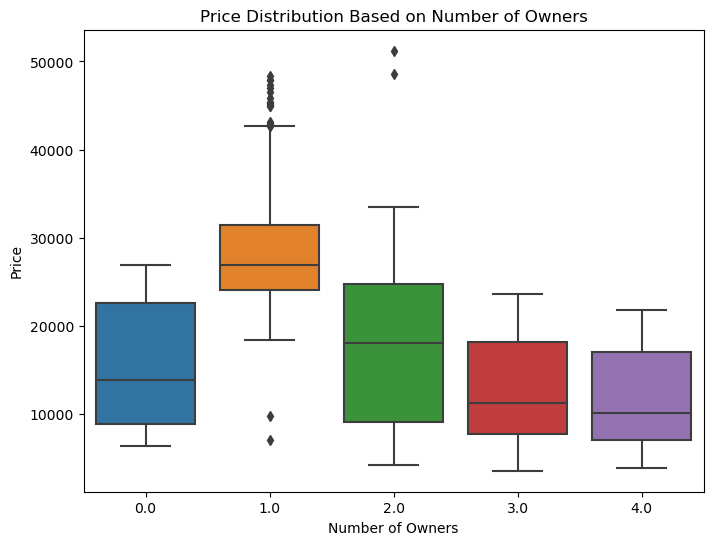 Price Distribution Based on Number of Owners
50000
40000
30000
20000
10000
Price
0.0 1.0 2.0 3.0 4.0
Number of Owners